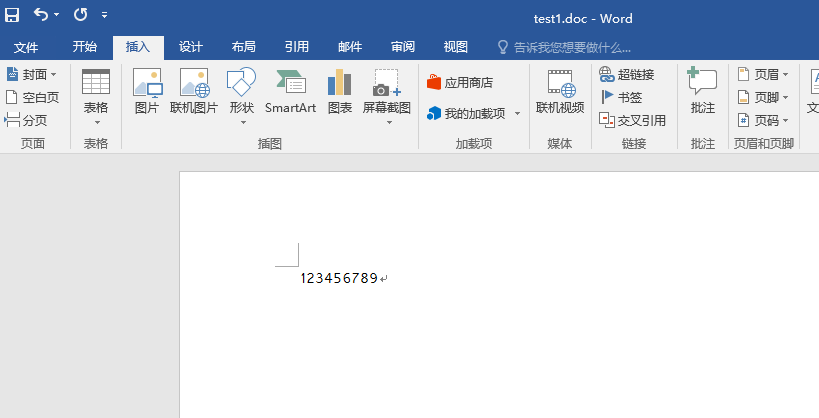 test1.doc - Word
文件 开始 插入 设计 布局 引用 邮件 审阅 视图 告诉我您想要做什么...
封面 空白页 分页
页面
表格
表格
图片 联机图片 形状 SmartArt 图表 屏幕截图
插图
应用商店
我的加载项
加载项
联机视频
媒体
超链接
书签
交叉引用
链接
批注
批注
页眉
页脚
页码
页眉和页脚
文
123456789